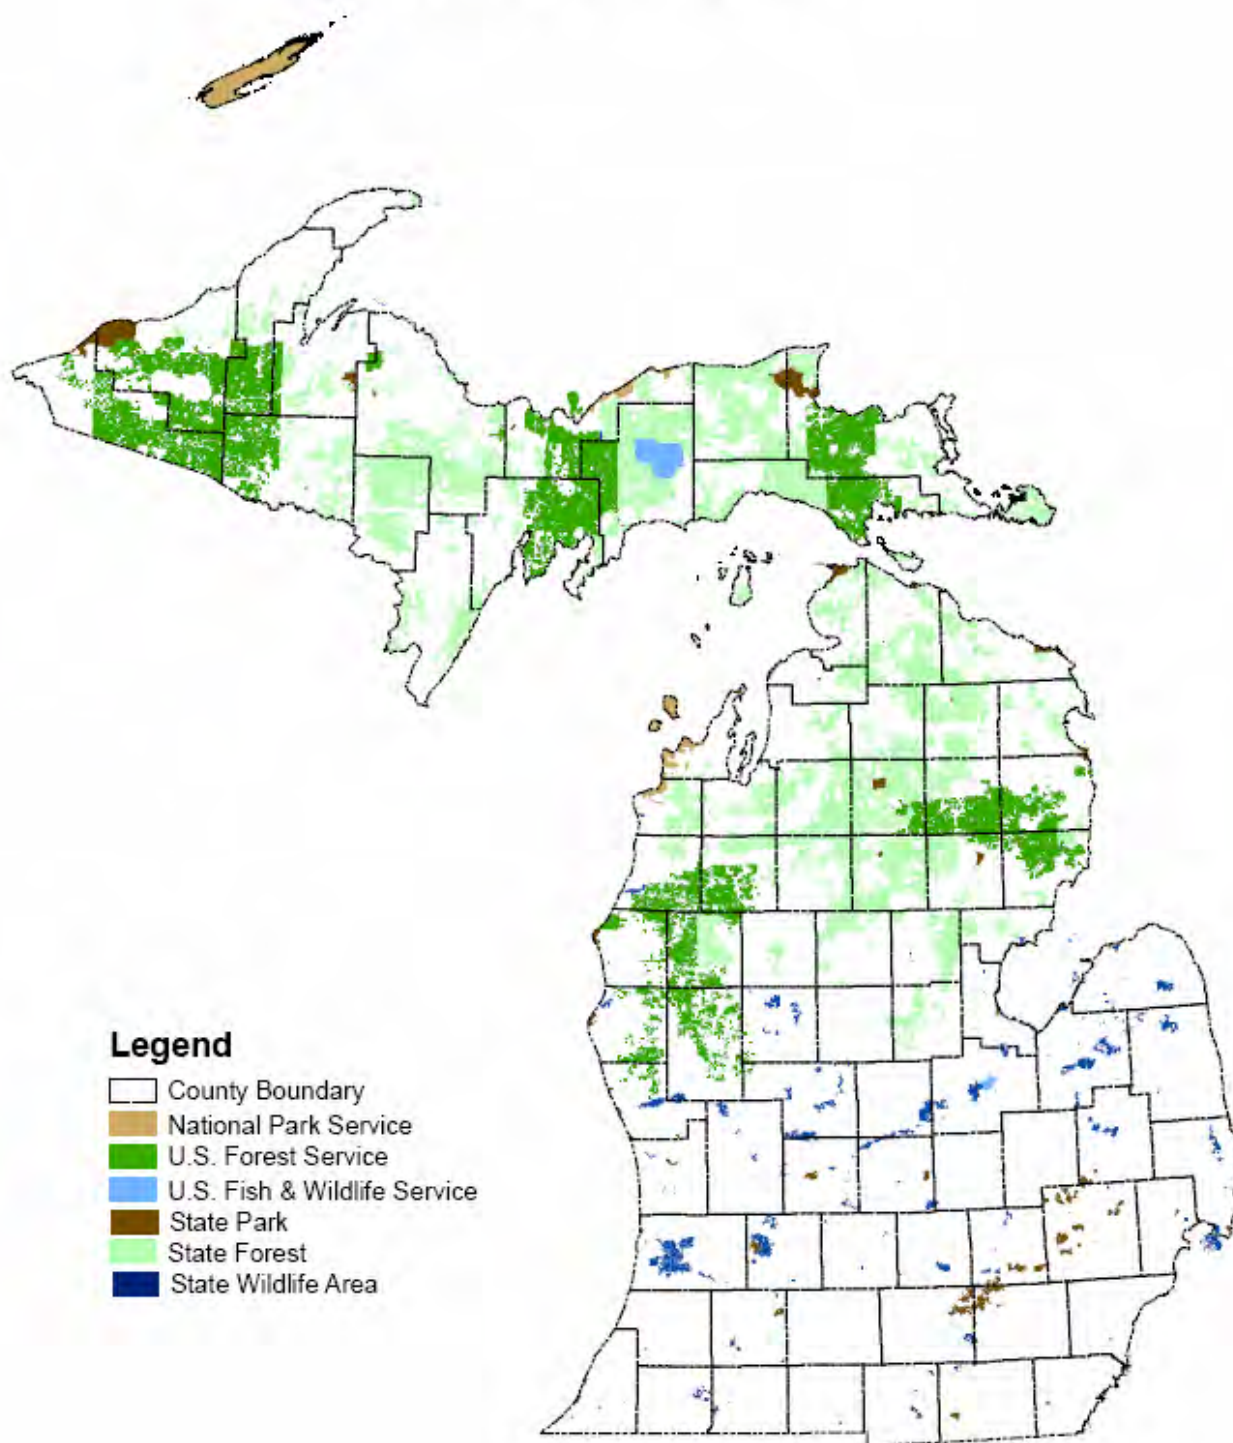 Legend
County Boundary
National Park Service
U.S. Forest Service
U.S. Fish & Wildlife Service
State Park
State Forest
State Wildlife Area